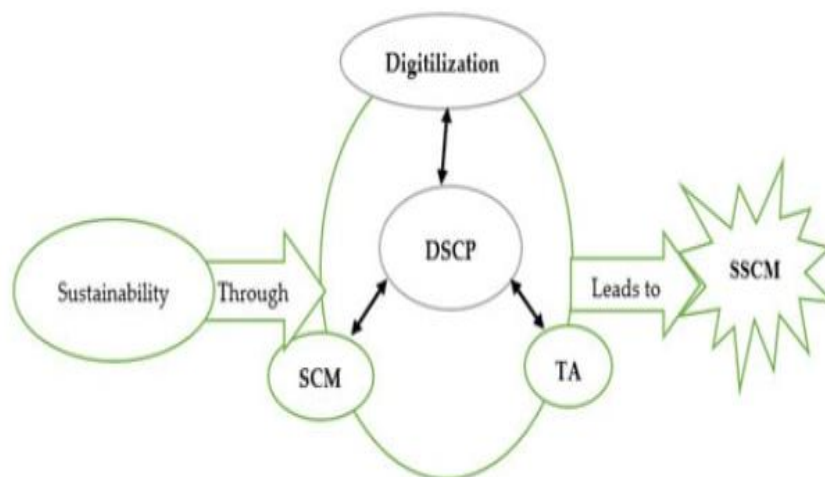 Digitilization
DSCP
Sustainability
Through
Leads to
SSCM
SCM
TA